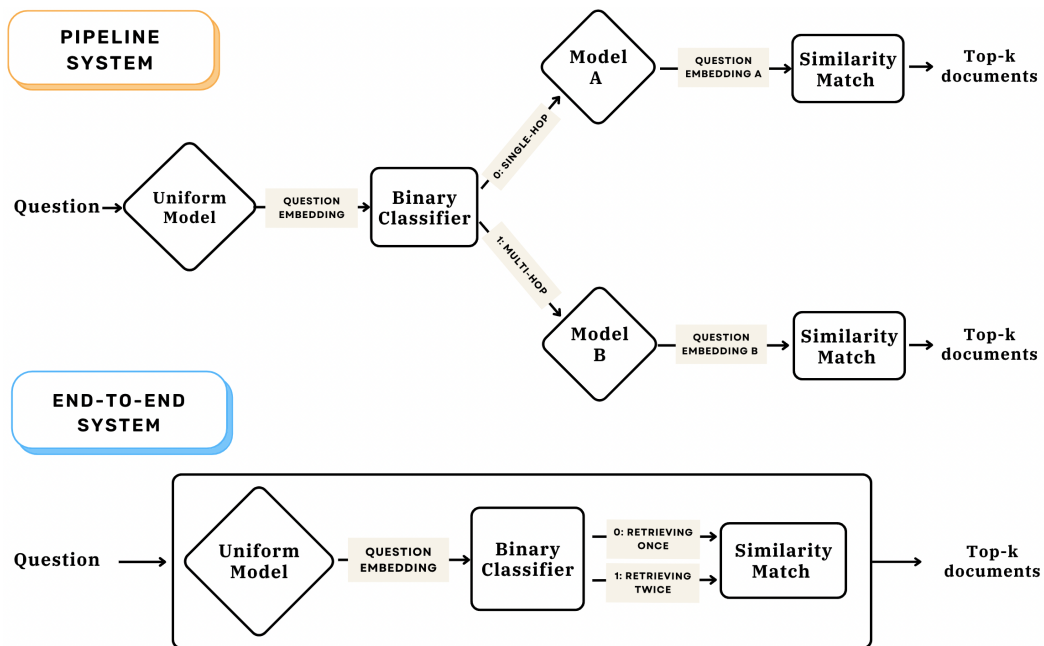 PIPELINE
SYSTEM
Question
Uniform
Model
QUESTION
EMBEDDING
Binary
Classifier
0: SINGLE-HOP
Model
A
QUESTION
EMBEDDING A
Similarity
Match
Top-k
documents
1: MULTI-HOP
Model
B
QUESTION
EMBEDDING B
Similarity
Match
Top-k
documents
END-TO-END
SYSTEM
Question
Uniform
Model
QUESTION
EMBEDDING
Binary
Classifier
0: RETRIEVING
ONCE
1: RETRIEVING
TWICE
Similarity
Match
Top-k
documents